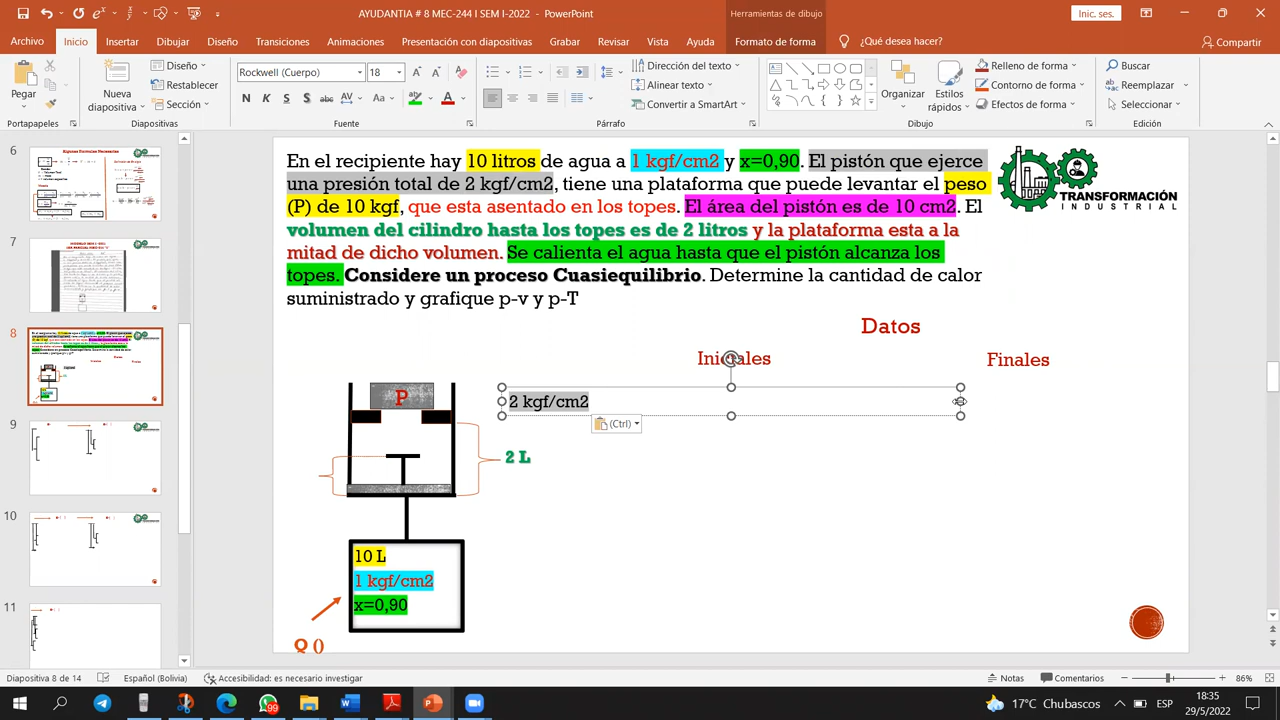 AYUDANTIA # 8 MEC-244 I SEM I-2022 - PowerPoint
Herramientas de dibujo
Inic. ses.
Archivo Inicio Insertar Dibujar Diseño Transiciones Animaciones Presentación con diapositivas Grabar Revisar Vista Ayuda Formato de forma ¿Qué desea hacer? Compartir
Pegar
Nueva diapositiva
Diseño
Restablecer
Sección
Rockwell (Cuerpo) 18
N K S S abc AV Aa A
Dirección del texto
Alinear texto
Convertir a SmartArt
Organizar
Estilos rápidos
Relleno de forma
Contorno de forma
Efectos de forma
Buscar
Reemplazar
Seleccionar
Portapapeles Diapositivas Fuente Párrafo Dibujo Edición
6
8
9
10
11
En el recipiente hay 10 litros de agua a 1 kgf/cm2 y x=0,90. El pistón que ejerce
una presión total de 2 kgf/cm2, tiene una plataforma que puede levantar el peso
(P) de 10 kgf, que esta asentado en los topes. El área del pistón es de 10 cm2. El
volumen del cilindro hasta los topes es de 2 litros y la plataforma esta a la
mitad de dicho volumen. Se calienta el agua hasta que el pistón alcanza los
topes. Considere un proceso Cuasiequilibrio. Determine la cantidad de calor
suministrado y grafique p-v y p-T
TRANSFORMACIÓN
INDUSTRIAL
Datos
Iniciales
Finales
P
2 kgf/cm2
(Ctrl)
2 L
10 L
1 kgf/cm2
x=0,90
Q ()
Diapositiva 8 de 14 Español (Bolivia) Accesibilidad: es necesario investigar Notas Comentarios 86%
99
17°C Chubascos ESP 18:35
29/5/2022